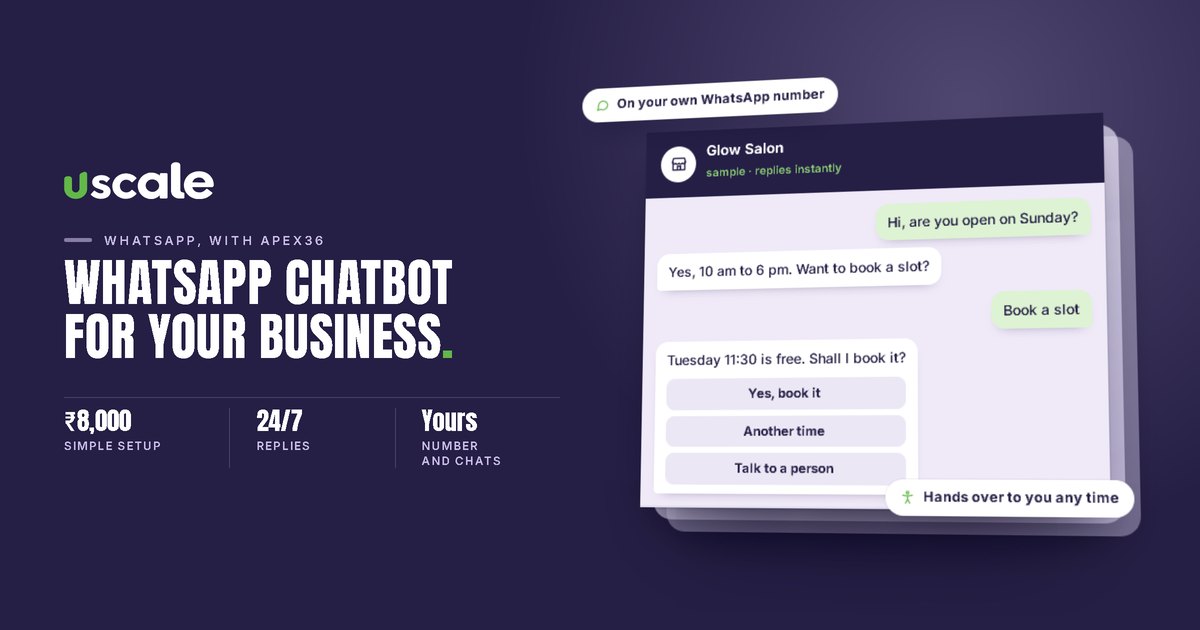 uscale
WHATSAPP, WITH APEX36
WHATSAPP CHATBOT
FOR YOUR BUSINESS.
₹8,000
SIMPLE SETUP
24/7
REPLIES
Yours
NUMBER
AND CHATS
On your own WhatsApp number
Glow Salon
sample · replies instantly
Hi, are you open on Sunday?
Yes, 10 am to 6 pm. Want to book a slot?
Book a slot
Tuesday 11:30 is free. Shall I book it?
Yes, book it
Another time
Talk to a person
Hands over to you any time